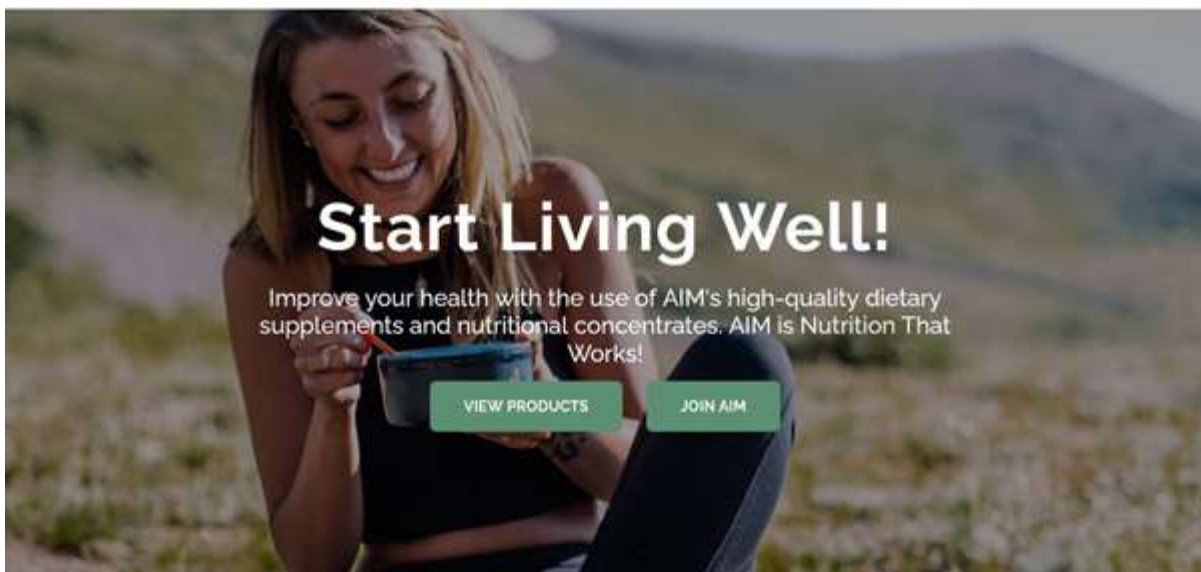 Start Living Well!
Improve your health with the use of AIM's high-quality dietary
supplements and nutritional concentrates. AIM is Nutrition That
Works!
VIEW PRODUCTS
JOIN AIM